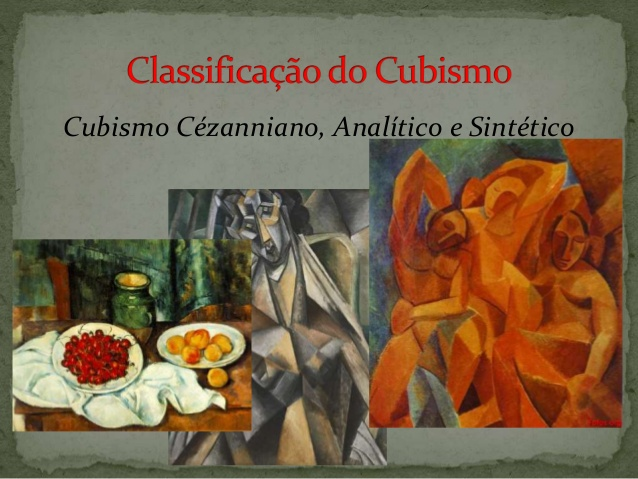 Classificação do Cubismo
Cubismo Cézanniano, Analítico e Sintético